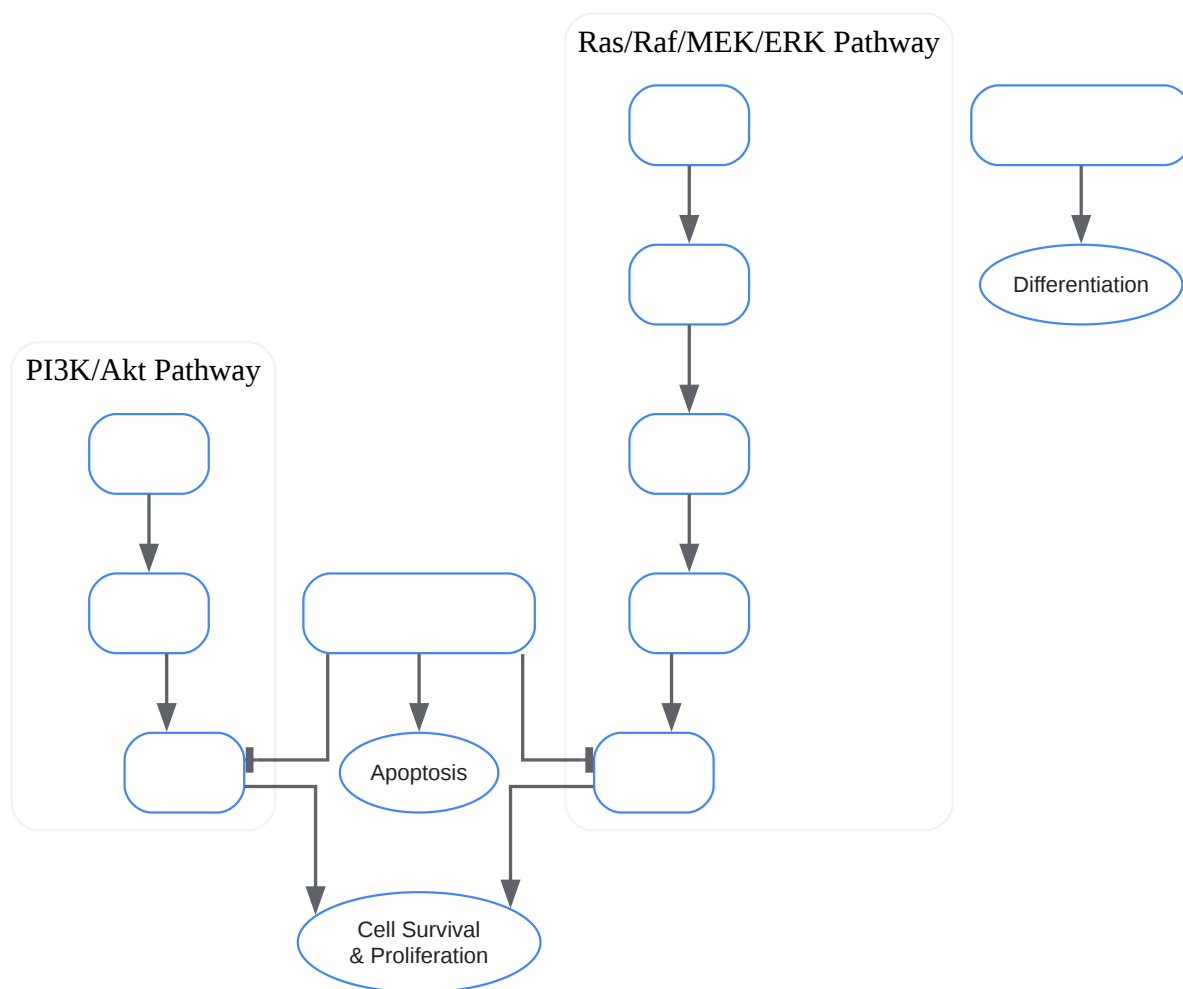 Ras/Raf/MEK/ERK Pathway
Differentiation
PI3K/Akt Pathway
Apoptosis
Cell Survival
& Proliferation